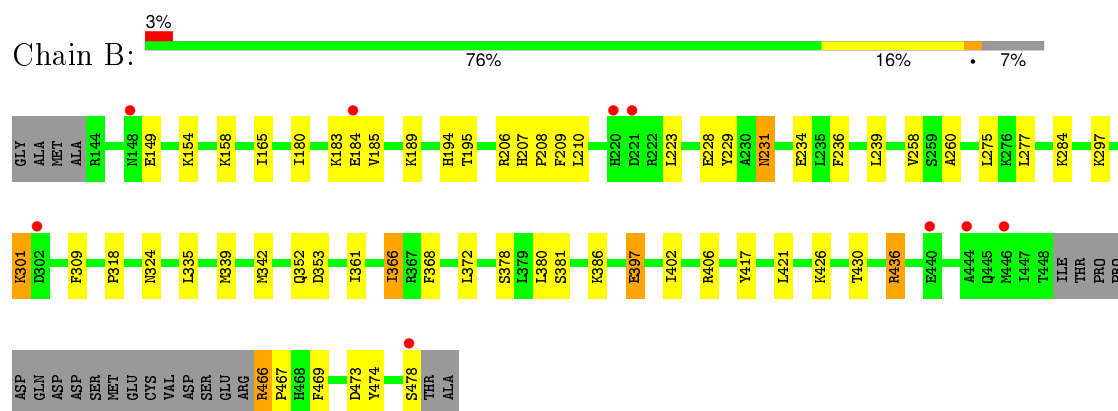 3%
Chain B:
76% 16% • 7%
GLY ALA MET ALA R144 N148 E149 K154 K158 I165 I180 K183 E184 V185 K189 H194 T195 R206 H207 P208 F209 L210 H220 D221 R222 L223 E228 Y229 A230 N231 E234 L235 F236 L239 V258 S259 A260 L275 K276 L277 K284 K297
K301 D302 F309 P318 N324 L335 M339 M342 Q352 D353 I361 I366 R367 F368 L372 S378 L379 L380 S381 K386 E397 I402 R406 Y417 L421 K426 T430 R436 E440 A444 Q445 M446 I447 T448 ILE THR PRO PRO
ASP GLN ASP ASP SER MET GLU CYS VAL ASP SER GLU ARG R466 P467 H468 F469 D473 Y474 S478 THR ALA